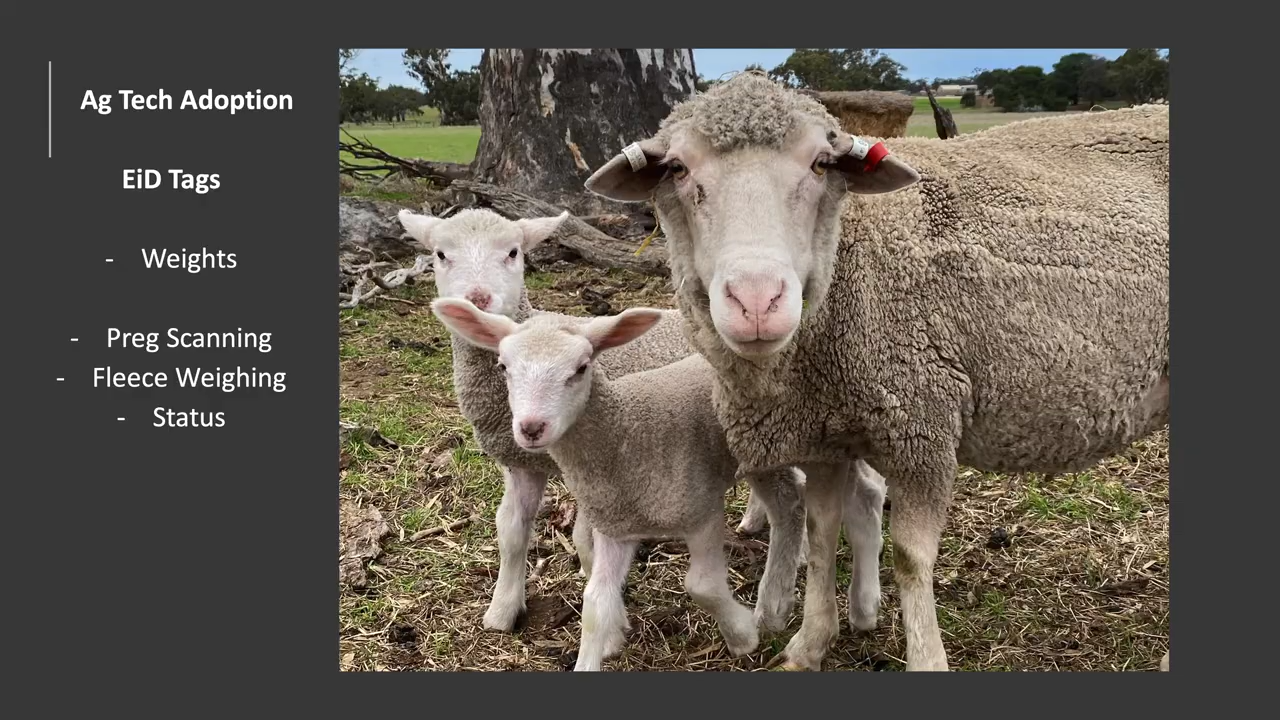 Ag Tech Adoption
EiD Tags
- Weights
- Preg Scanning
- Fleece Weighing
- Status